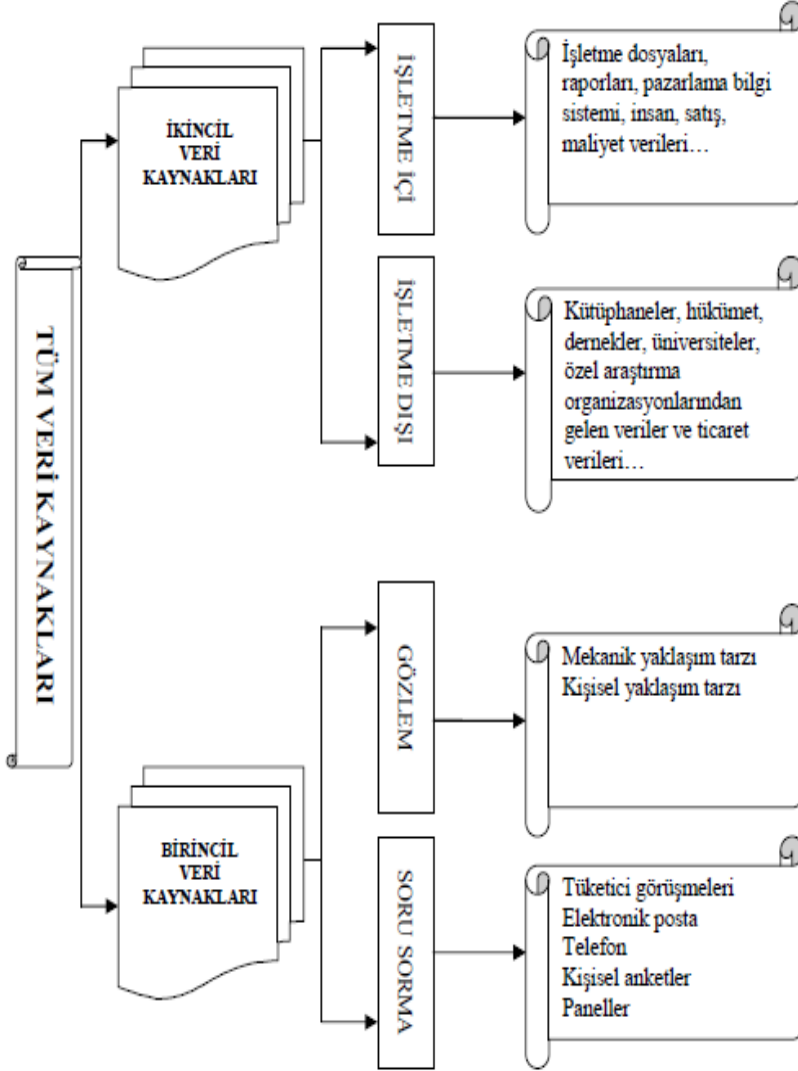 TÜM VERİ KAYNAKLARI
İKİNCİL
VERİ
KAYNAKLARI
İŞLETME İÇİ
İşletme dosyaları,
raporları, pazarlama bilgi
sistemi, insan, satış,
maliyet verileri…
İŞLETME DIŞI
Kütüphaneler, hükümet,
dernekler, üniversiteler,
özel araştırma
organizasyonlarından
gelen veriler ve ticaret
verileri…
BİRİNCİL
VERİ
KAYNAKLARI
GÖZLEM
Mekanik yaklaşım tarzı
Kişisel yaklaşım tarzı
SORU SORMA
Tüketici görüşmeleri
Elektronik posta
Telefon
Kişisel anketler
Paneller